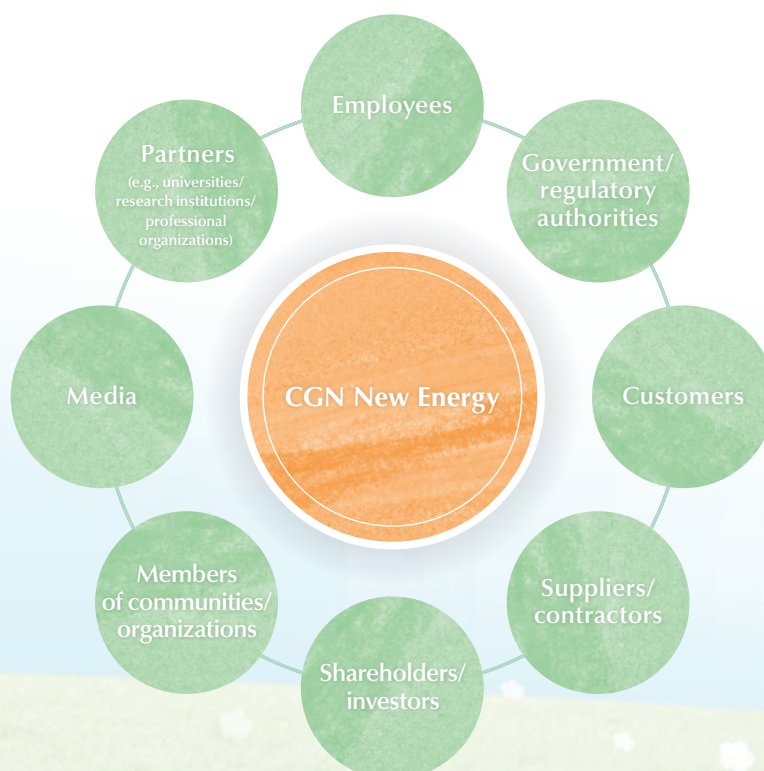 Employees
Partners
(e.g., universities/
research institutions/
professional
organizations)
Government/
regulatory
authorities
Media
CGN New Energy
Customers
Members
of communities/
organizations
Suppliers/
contractors
Shareholders/
investors